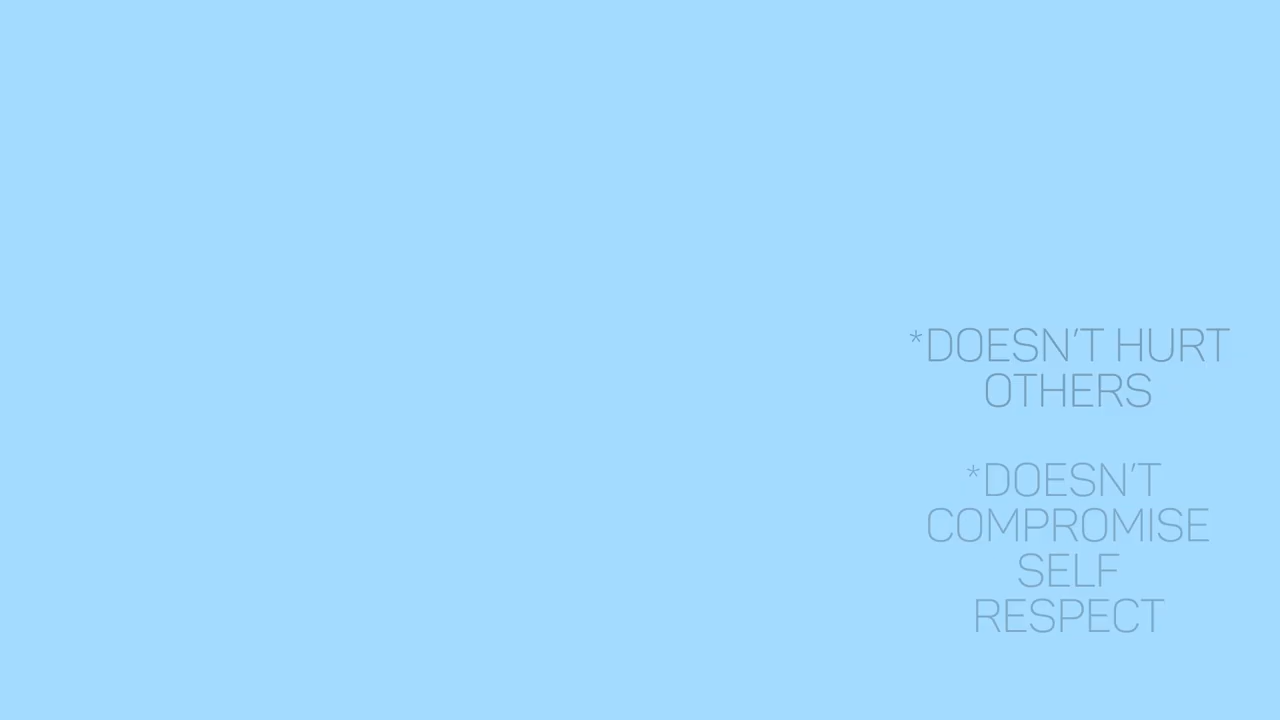 *DOESN'T HURT
OTHERS
*DOESN'T
COMPROMISE
SELF
RESPECT